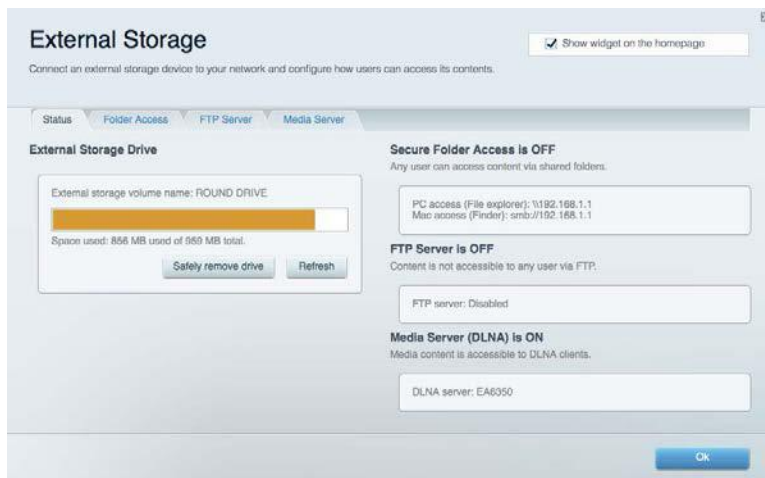 External Storage
Show widget on the homepage
Connect an external storage device to your network and configure how users can access its contents.
Status
Folder Access
FTP Server
Media Server
External Storage Drive
External storage volume name: ROUND DRIVE
Space used: 856 MB used of 959 MB total.
Safely remove drive
Refresh
Secure Folder Access is OFF
Any user can access content via shared folders.
PC access (File explorer): \\192.168.1.1
Mac access (Finder): smb://192.168.1.1
FTP Server is OFF
Content is not accessible to any user via FTP.
FTP server: Disabled
Media Server (DLNA) is ON
Media content is accessible to DLNA clients.
DLNA server: EA6350
Ok